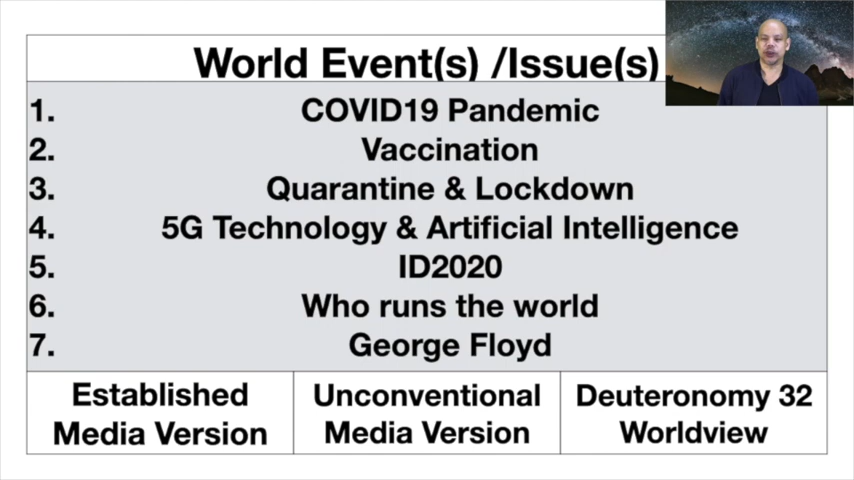 World Event(s) /Issue(s)
1. COVID19 Pandemic
2. Vaccination
3. Quarantine & Lockdown
4. 5G Technology & Artificial Intelligence
5. ID2020
6. Who runs the world
7. George Floyd
Established
Media Version
Unconventional
Media Version
Deuteronomy 32
Worldview